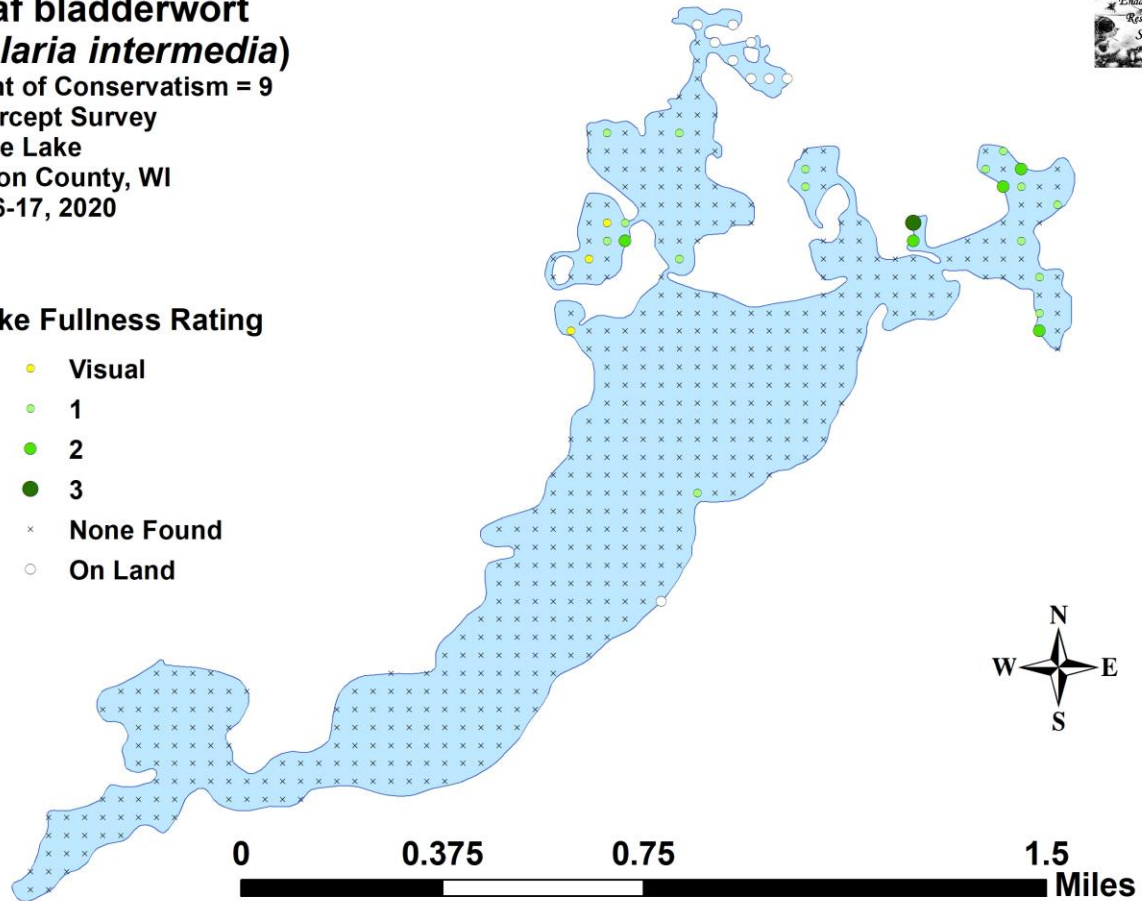 af bladderwort
laria intermedia)
nt of Conservatism = 9
rcept Survey
e Lake
on County, WI
6-17, 2020
ke Fullness Rating
Visual
1
2
3
None Found
On Land
N
W E
S
0 0.375 0.75 1.5
Miles